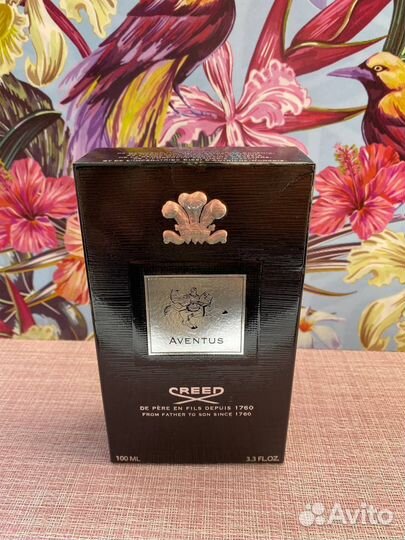 AVENTUS
CREED
DE PÈRE EN FILS DEPUIS 1760
FROM FATHER TO SON SINCE 1760
100 ML 3.3 FL.OZ.
Avito